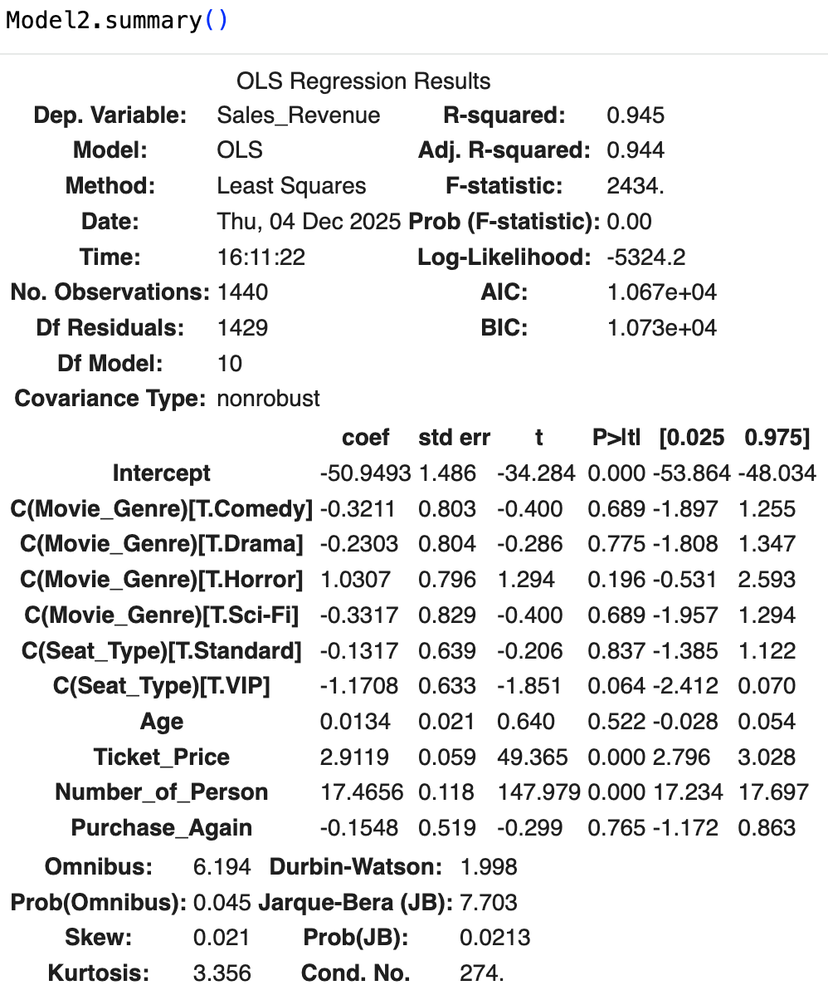 Model2.summary()
OLS Regression Results
Dep. Variable: Sales_Revenue R-squared: 0.945
Model: OLS Adj. R-squared: 0.944
Method: Least Squares F-statistic: 2434.
Date: Thu, 04 Dec 2025 Prob (F-statistic): 0.00
Time: 16:11:22 Log-Likelihood: -5324.2
No. Observations: 1440 AIC: 1.067e+04
Df Residuals: 1429 BIC: 1.073e+04
Df Model: 10
Covariance Type: nonrobust
coef std err t P>|t| [0.025 0.975]
Intercept -50.9493 1.486 -34.284 0.000 -53.864 -48.034
C(Movie_Genre)[T.Comedy] -0.3211 0.803 -0.400 0.689 -1.897 1.255
C(Movie_Genre)[T.Drama] -0.2303 0.804 -0.286 0.775 -1.808 1.347
C(Movie_Genre)[T.Horror] 1.0307 0.796 1.294 0.196 -0.531 2.593
C(Movie_Genre)[T.Sci-Fi] -0.3317 0.829 -0.400 0.689 -1.957 1.294
C(Seat_Type)[T.Standard] -0.1317 0.639 -0.206 0.837 -1.385 1.122
C(Seat_Type)[T.VIP] -1.1708 0.633 -1.851 0.064 -2.412 0.070
Age 0.0134 0.021 0.640 0.522 -0.028 0.054
Ticket_Price 2.9119 0.059 49.365 0.000 2.796 3.028
Number_of_Person 17.4656 0.118 147.979 0.000 17.234 17.697
Purchase_Again -0.1548 0.519 -0.299 0.765 -1.172 0.863
Omnibus: 6.194 Durbin-Watson: 1.998
Prob(Omnibus): 0.045 Jarque-Bera (JB): 7.703
Skew: 0.021 Prob(JB): 0.0213
Kurtosis: 3.356 Cond. No. 274.